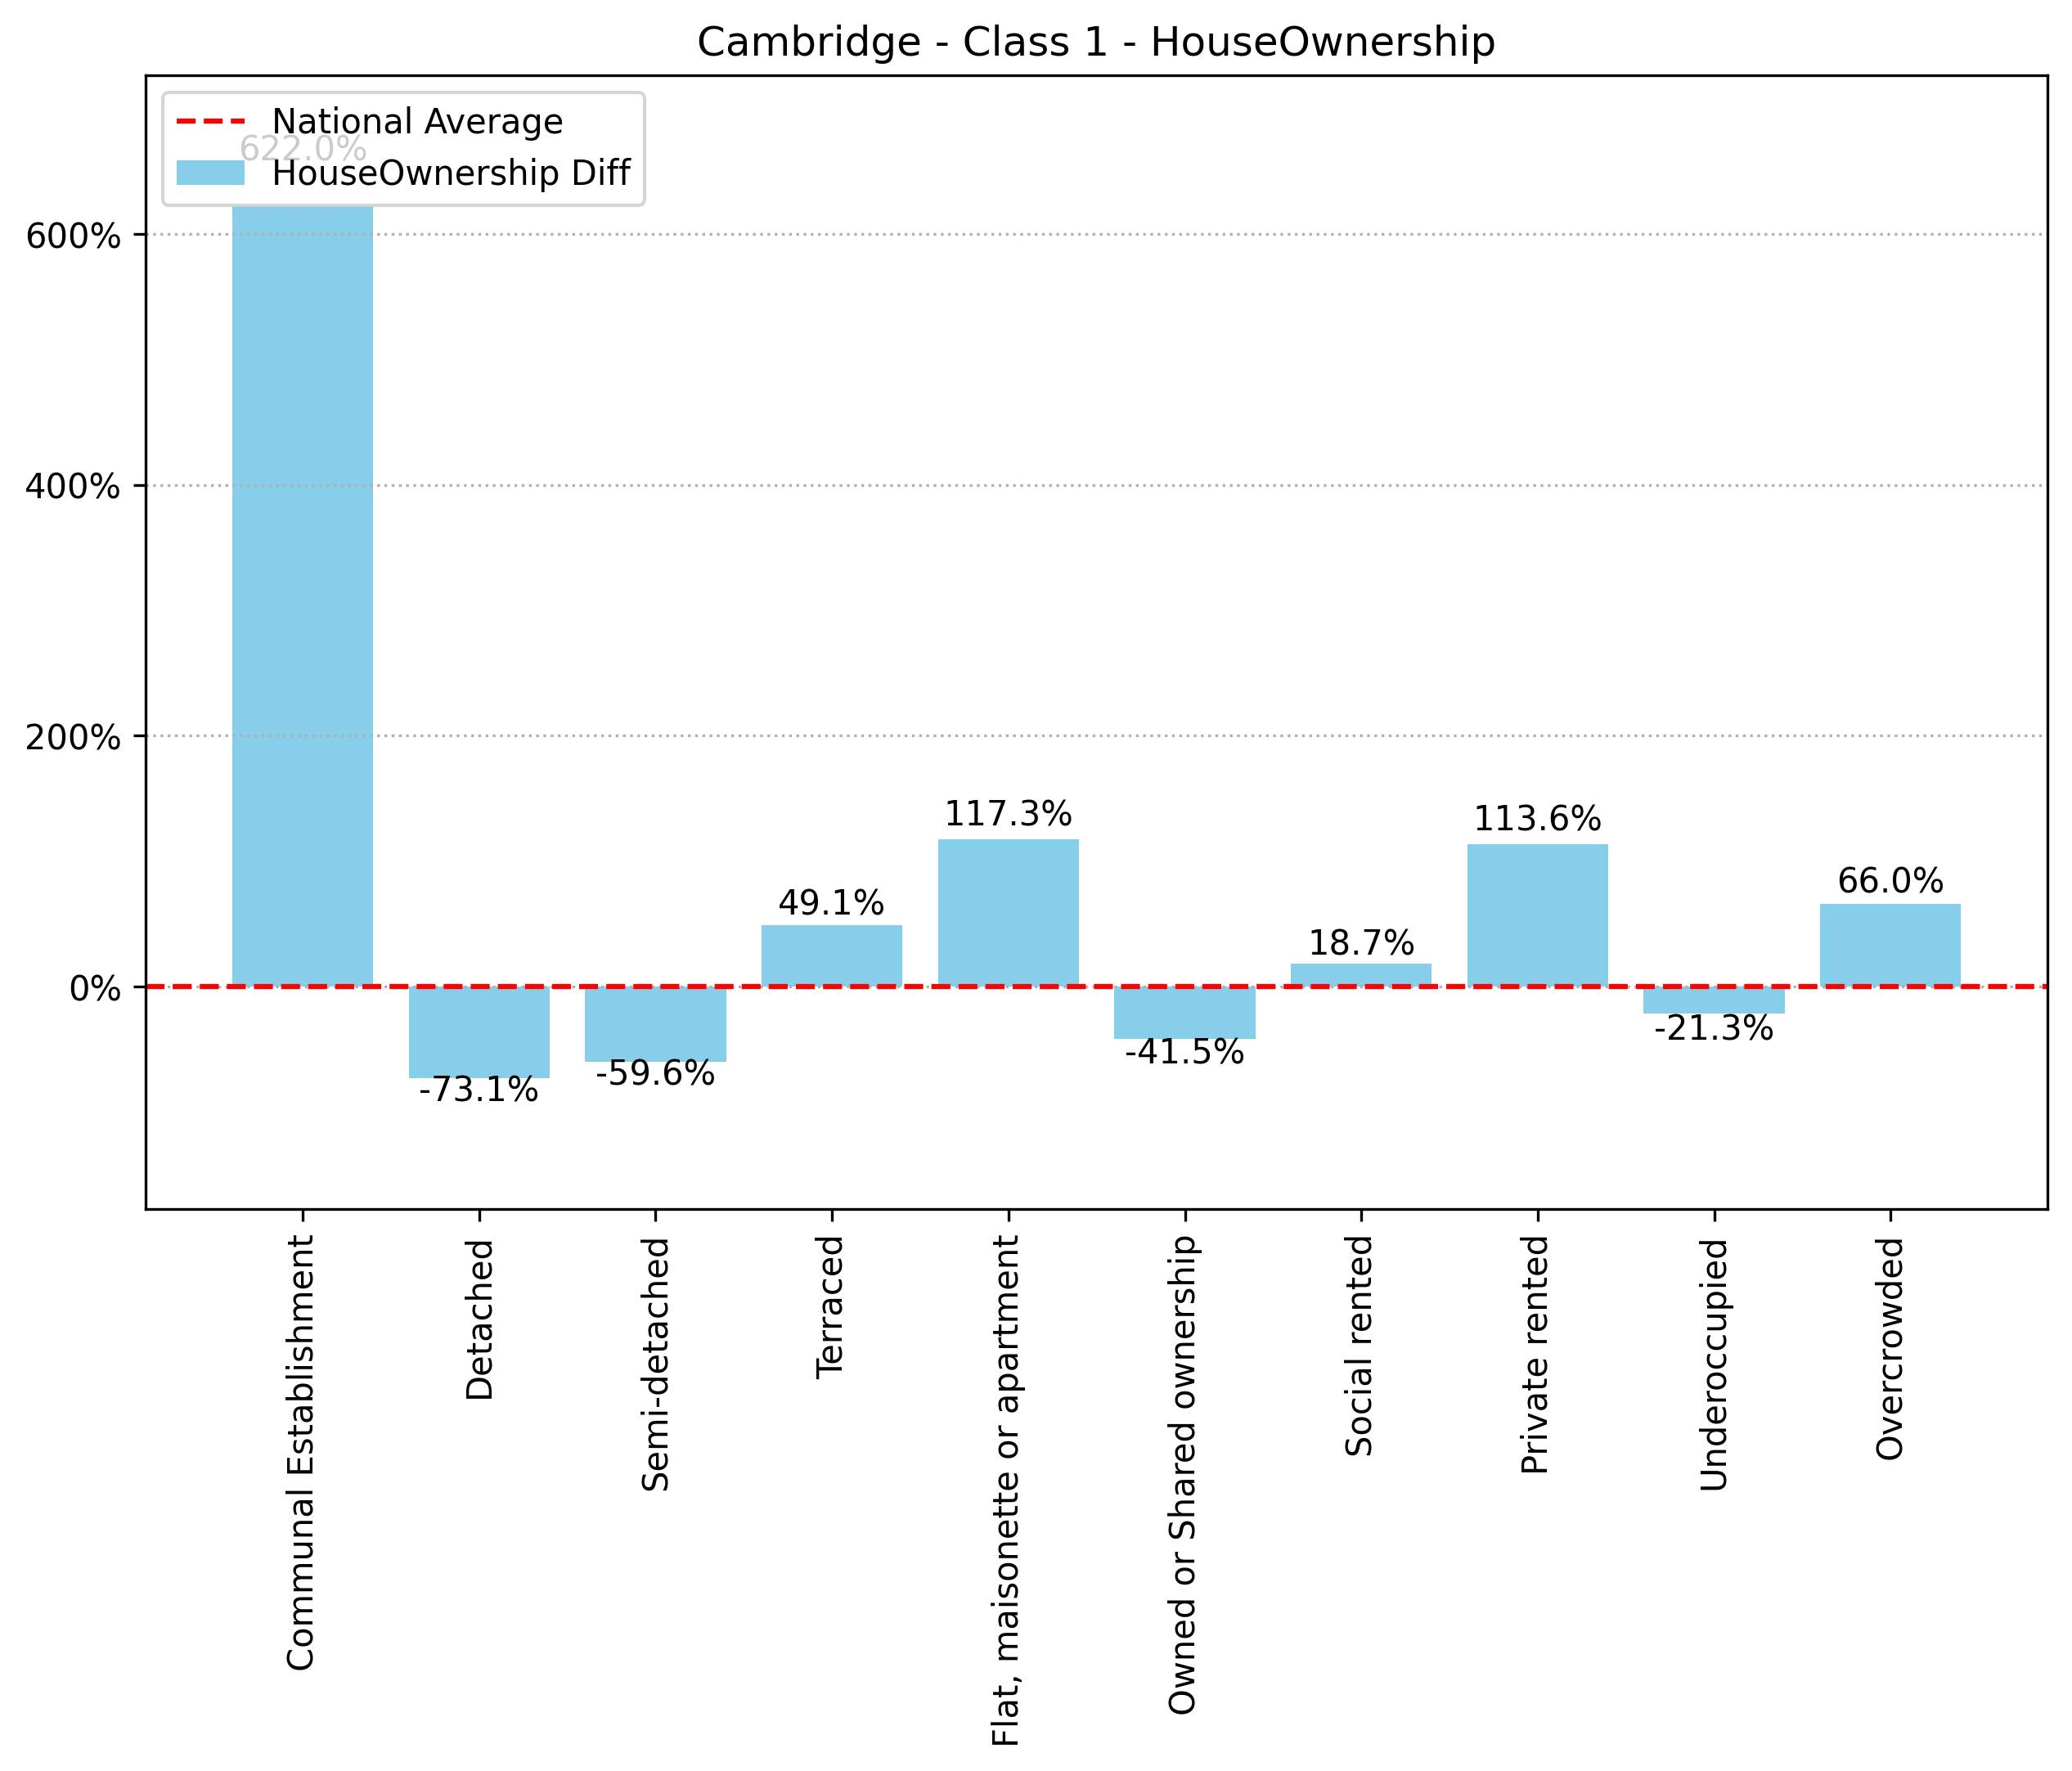 Cambridge - Class 1 - HouseOwnership
National Average
622.0%
HouseOwnership Diff
600%
400%
200%
0%
117.3%
113.6%
66.0%
49.1%
18.7%
-21.3%
-41.5%
-59.6%
-73.1%
Communal Establishment
Detached
Semi-detached
Terraced
Flat, maisonette or apartment
Owned or Shared ownership
Social rented
Private rented
Underoccupied
Overcrowded